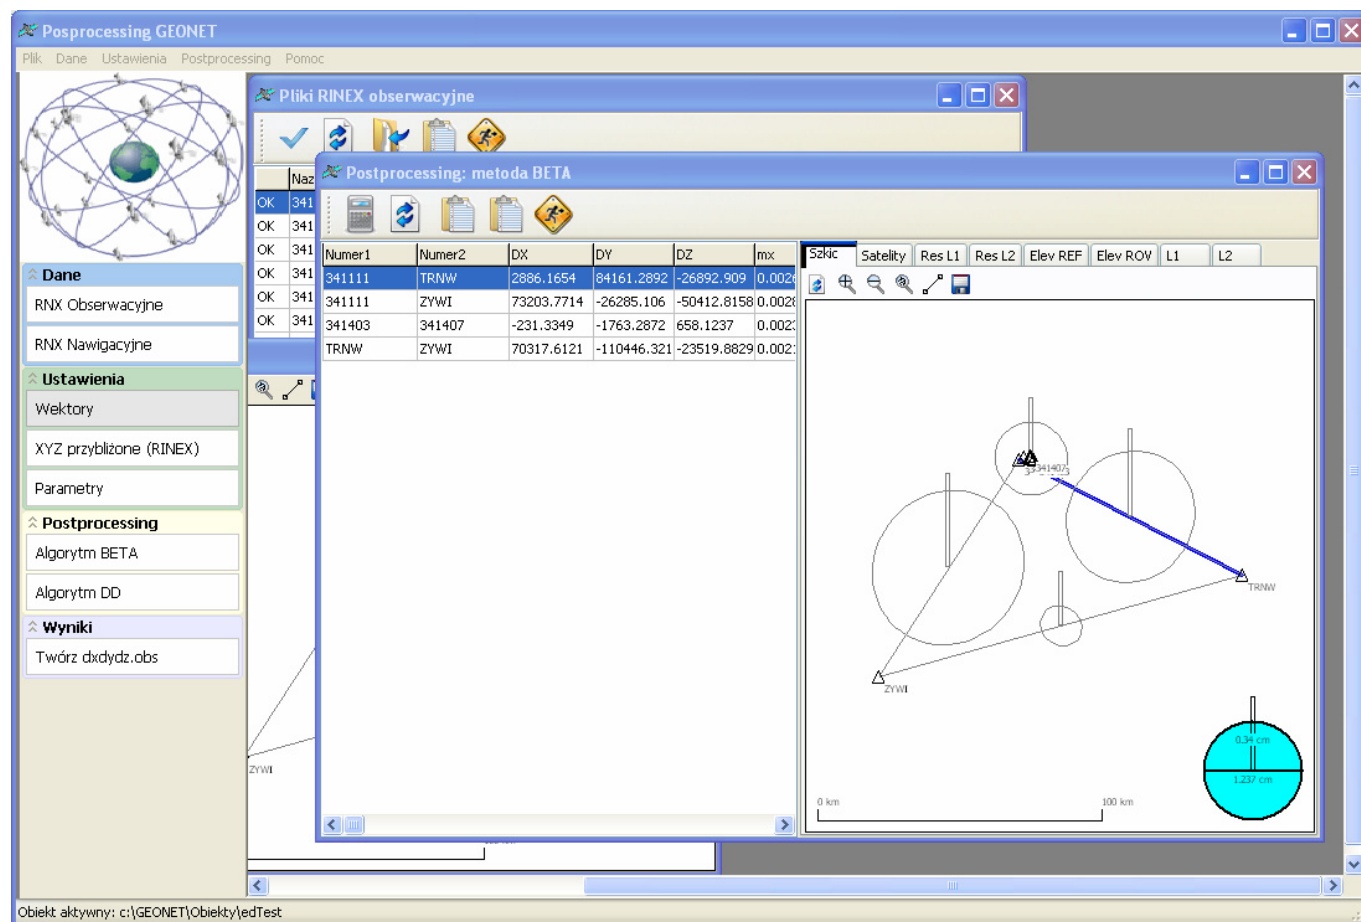 Posprocessing GEONET
Plik Dane Ustawienia Postprocessing Pomoc
Dane
RNX Obserwacyjne
RNX Nawigacyjne
Ustawienia
Wektory
XYZ przybliżone (RINEX)
Parametry
Postprocessing
Algorytm BETA
Algorytm DD
Wyniki
Twórz dxdydz.obs
Pliki RINEX obserwacyjne
Naz
OK 341
OK 341
OK 341
OK 341
OK 341
OK 341
ZYWI
Postprocessing: metoda BETA
Numer1 Numer2 DX DY DZ mx
341111 TRNW 2886.1654 84161.2892 -26892.909 0.0026
341111 ZYWI 73203.7714 -26285.106 -50412.8158 0.0028
341403 341407 -231.3349 -1763.2872 658.1237 0.002
TRNW ZYWI 70317.6121 -110446.321 -23519.8829 0.002
Szkic Satelity Res L1 Res L2 Elev REF Elev ROV L1 L2
341407
TRNW
ZYWI
0.34 cm
1.237 cm
0 km 100 km
Obiekt aktywny: c:\GEONET\Obiekty\edTest